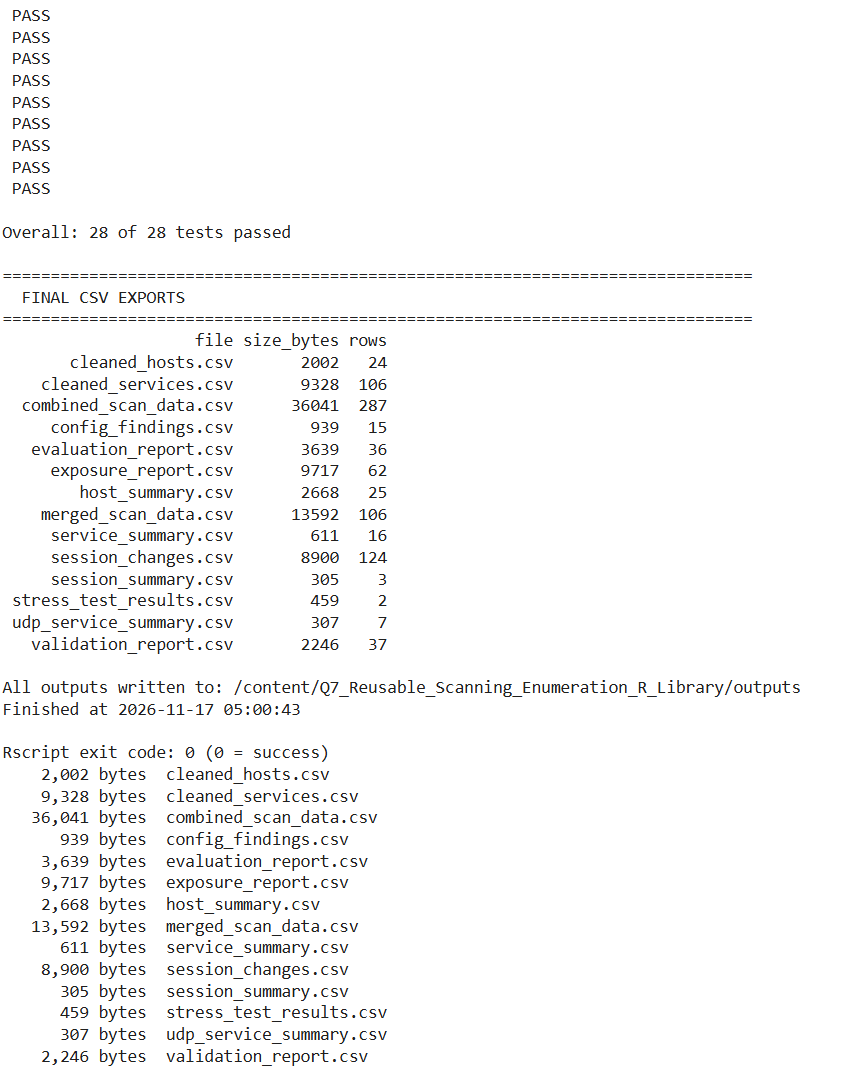 PASS
PASS
PASS
PASS
PASS
PASS
PASS
PASS
PASS
Overall: 28 of 28 tests passed
==============================================================================
FINAL CSV EXPORTS
==============================================================================
file size_bytes rows
cleaned_hosts.csv 2002 24
cleaned_services.csv 9328 106
combined_scan_data.csv 36041 287
config_findings.csv 939 15
evaluation_report.csv 3639 36
exposure_report.csv 9717 62
host_summary.csv 2668 25
merged_scan_data.csv 13592 106
service_summary.csv 611 16
session_changes.csv 8900 124
session_summary.csv 305 3
stress_test_results.csv 459 2
udp_service_summary.csv 307 7
validation_report.csv 2246 37
All outputs written to: /content/Q7_Reusable_Scanning_Enumeration_R_Library/outputs
Finished at 2026-11-17 05:00:43
Rscript exit code: 0 (0 = success)
2,002 bytes cleaned_hosts.csv
9,328 bytes cleaned_services.csv
36,041 bytes combined_scan_data.csv
939 bytes config_findings.csv
3,639 bytes evaluation_report.csv
9,717 bytes exposure_report.csv
2,668 bytes host_summary.csv
13,592 bytes merged_scan_data.csv
611 bytes service_summary.csv
8,900 bytes session_changes.csv
305 bytes session_summary.csv
459 bytes stress_test_results.csv
307 bytes udp_service_summary.csv
2,246 bytes validation_report.csv